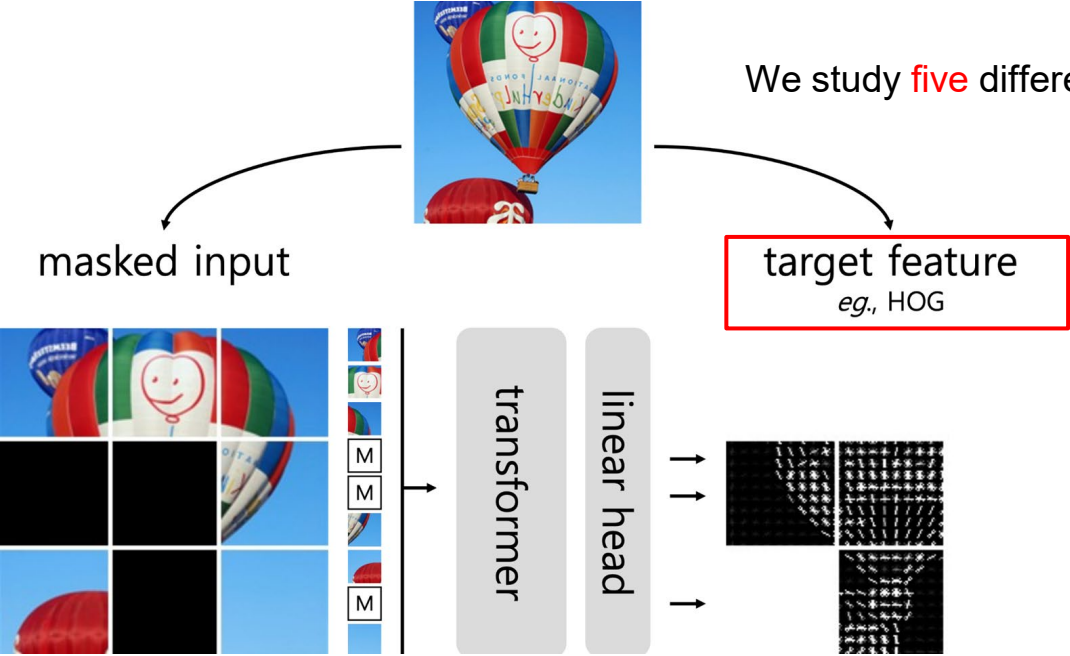 We study five differe
masked input
target feature
eg., HOG
M
M
M
transformer
linear head